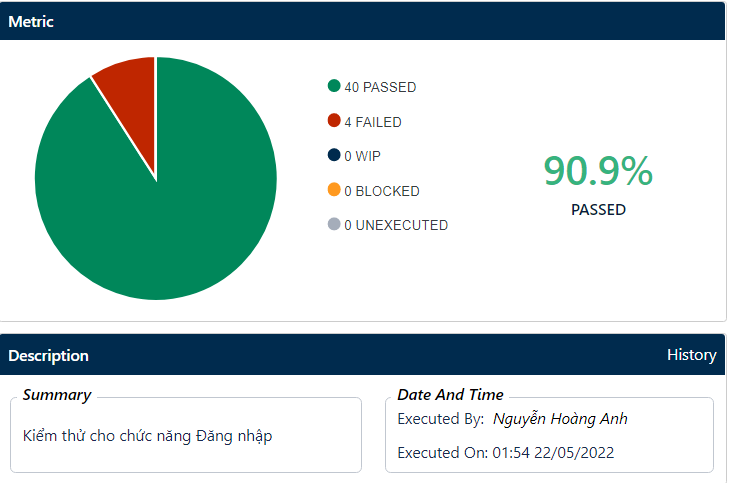 Metric
40 PASSED
4 FAILED
0 WIP
0 BLOCKED
0 UNEXECUTED
90.9%
PASSED
Description
History
Summary
Kiểm thử cho chức năng Đăng nhập
Date And Time
Executed By: Nguyễn Hoàng Anh
Executed On: 01:54 22/05/2022